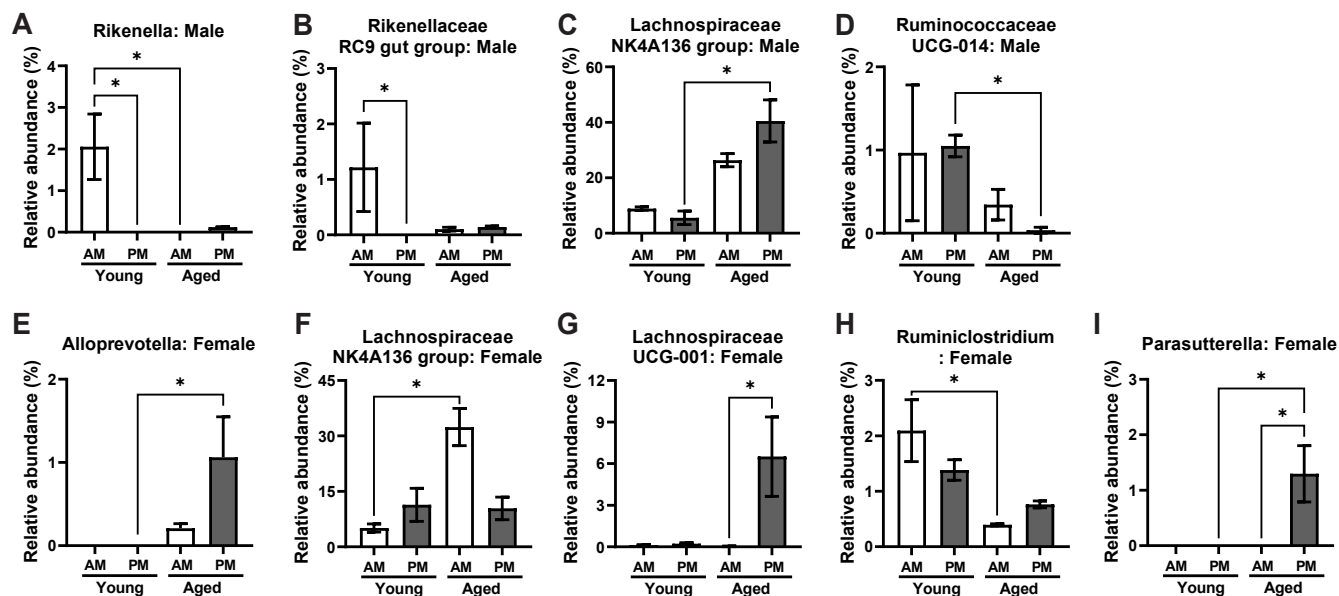 A
Rikenella: Male
Relative abundance (%)
5
4
3
2
1
0
*
*
AM PM AM PM
Young Aged
B
Rikenellaceae
RC9 gut group: Male
Relative abundance (%)
3
2
1
0
*
AM PM AM PM
Young Aged
C
Lachnospiraceae
NK4A136 group: Male
Relative abundance (%)
60
40
20
0
*
AM PM AM PM
Young Aged
D
Ruminococcaceae
UCG-014: Male
Relative abundance (%)
2
1
0
*
AM PM AM PM
Young Aged
E
Alloprevotella: Female
Relative abundance (%)
2
1
0
*
AM PM AM PM
Young Aged
F
Lachnospiraceae
NK4A136 group: Female
Relative abundance (%)
45
30
15
0
*
AM PM AM PM
Young Aged
G
Lachnospiraceae
UCG-001: Female
Relative abundance (%)
12
9
6
3
0
*
AM PM AM PM
Young Aged
H
Ruminiclostridium
: Female
Relative abundance (%)
3
2
1
0
*
AM PM AM PM
Young Aged
I
Parasutterella: Female
Relative abundance (%)
3
2
1
0
*
*
AM PM AM PM
Young Aged